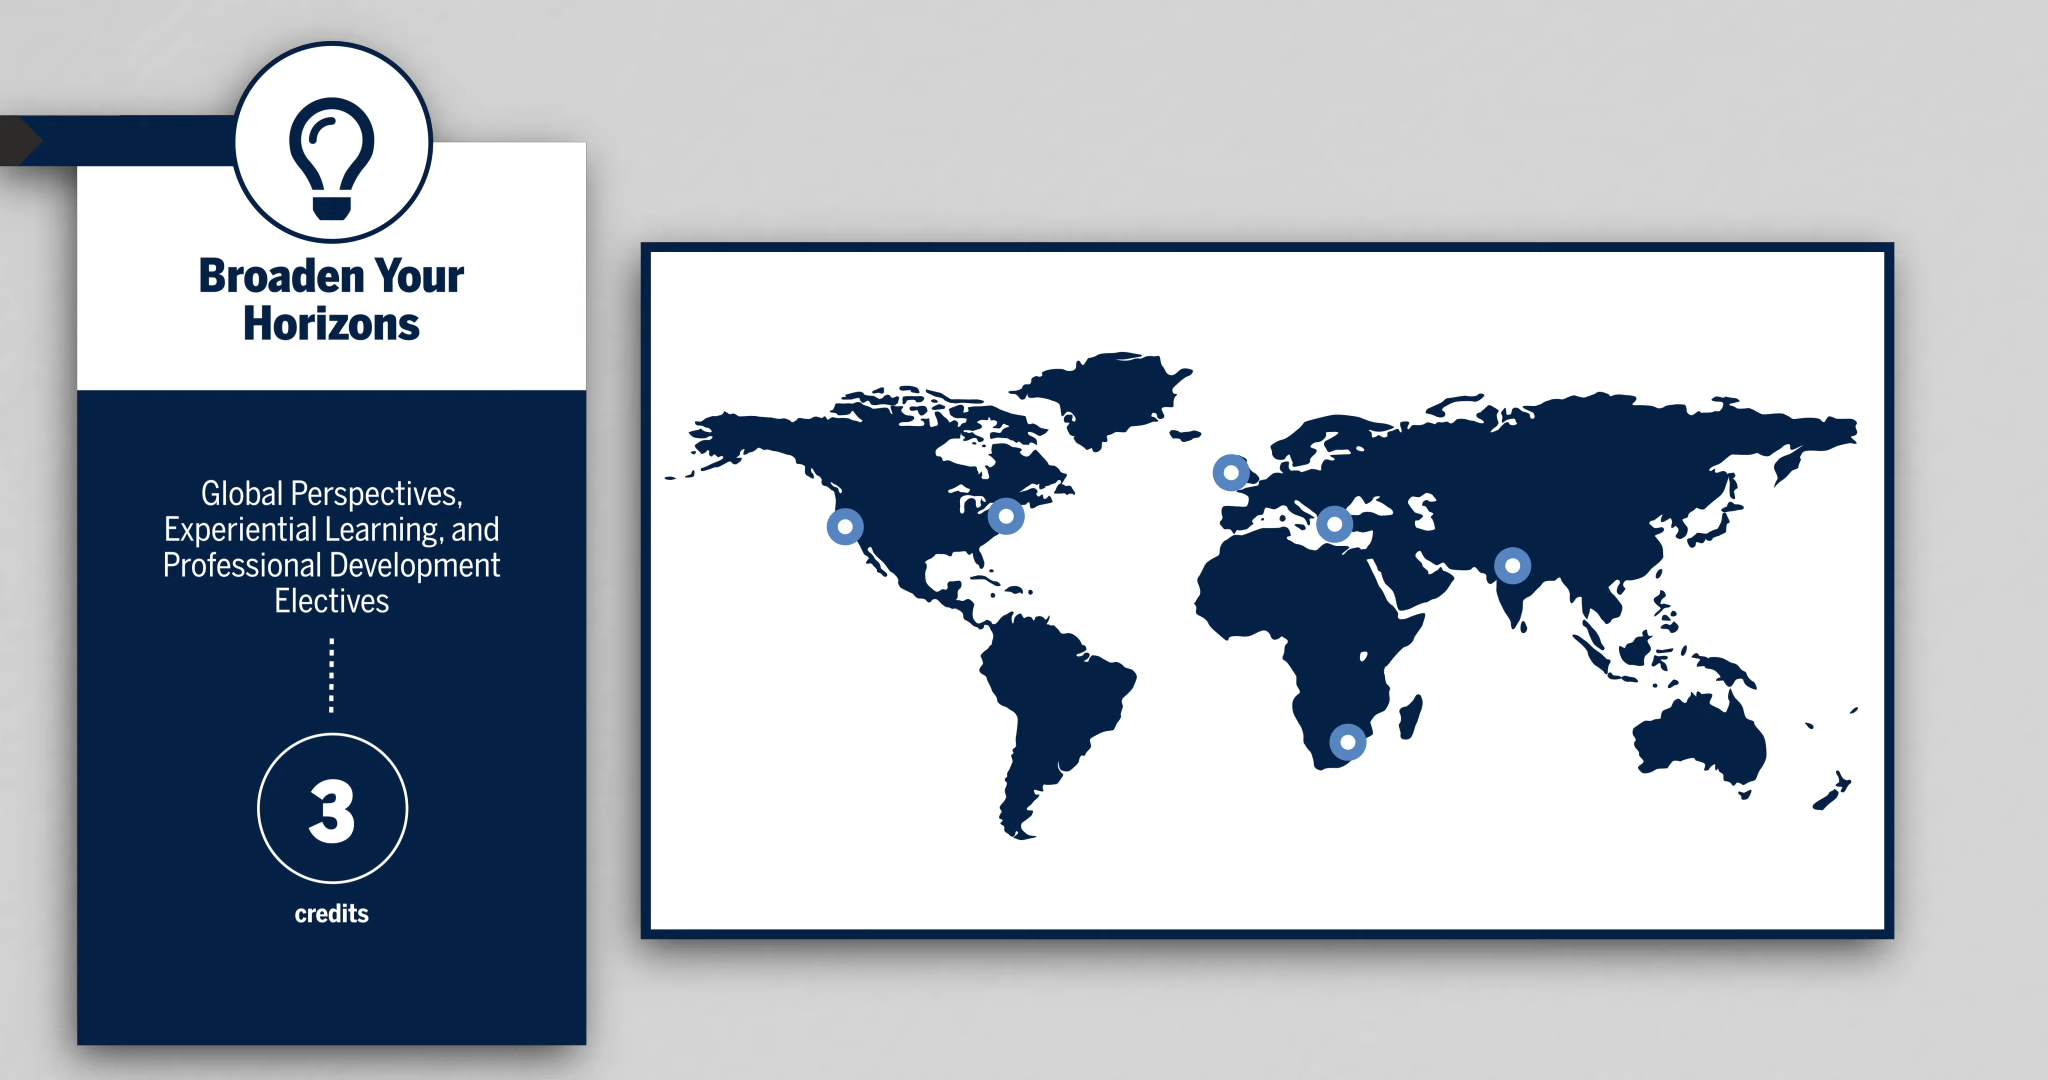 Broaden Your
Horizons
Global Perspectives,
Experiential Learning, and
Professional Development
Electives
3
credits